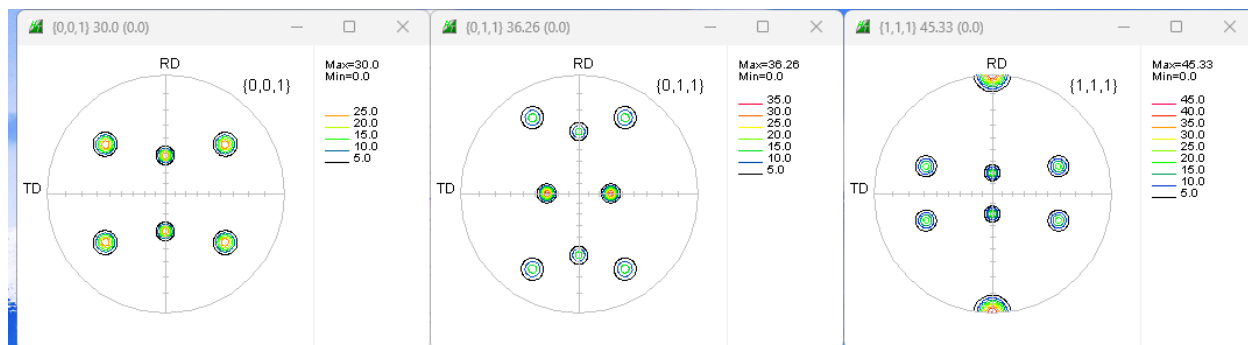 {0,0,1} 30.0 (0.0)
RD
{0,0,1}
TD
Max=30.0
Min=0.0
25.0
20.0
15.0
10.0
5.0
{0,1,1} 36.26 (0.0)
RD
{0,1,1}
TD
Max=36.26
Min=0.0
35.0
30.0
25.0
20.0
15.0
10.0
5.0
{1,1,1} 45.33 (0.0)
RD
{1,1,1}
TD
Max=45.33
Min=0.0
45.0
40.0
35.0
30.0
25.0
20.0
15.0
10.0
5.0